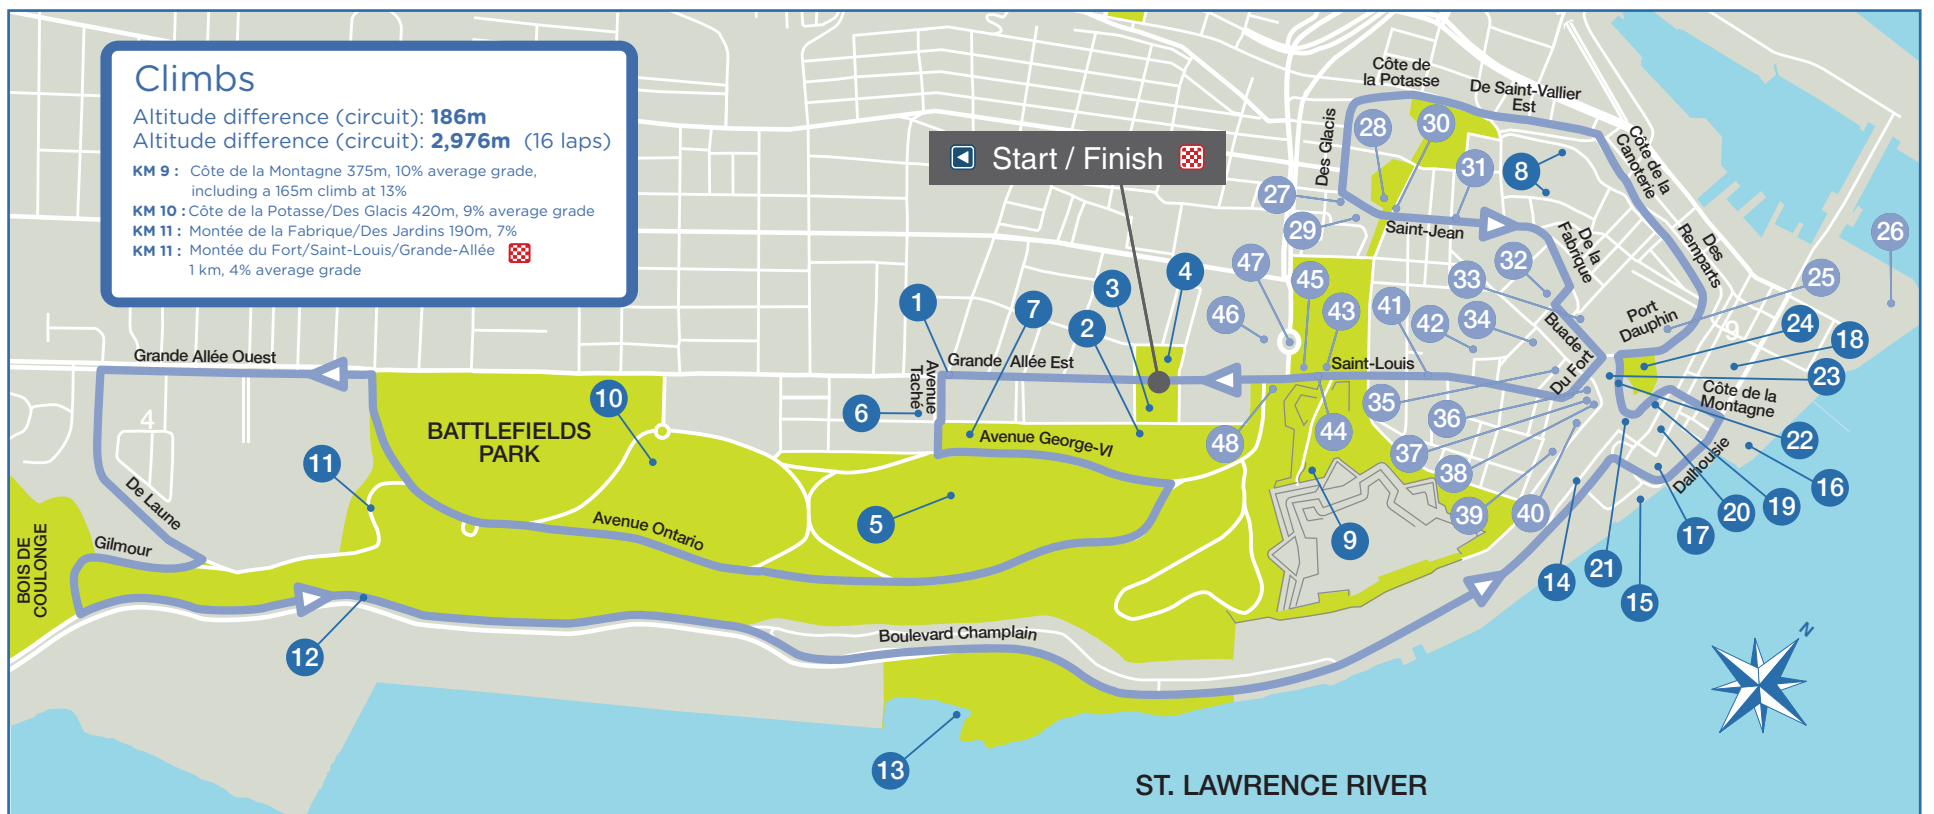 Climbs
Altitude difference (circuit): 186m
Altitude difference (circuit): 2,976m (16 laps)
KM 9 : Côte de la Montagne 375m, 10% average grade,
including a 165m climb at 13%
KM 10 : Côte de la Potasse/Des Glacis 420m, 9% average grade
KM 11 : Montée de la Fabrique/Des Jardins 190m, 7%
KM 11 : Montée du Fort/Saint-Louis/Grande-Allée
1 km, 4% average grade
Start / Finish
Côte de
la Potasse
De Saint-Vallier
Est
Des Glacis
Côte de la
Canoterie
Des
Remparts
28
30
31
8
27
29
Saint-Jean
De la
Fabrique
26
47
45
32
33
25
4
3
1
7
2
46
43
41
42
34
Port
Dauphin
9
24
18
Buade
Grande Allée Ouest
Grande Allée Est
Avenue
Taché
Saint-Louis
Du Fort
23
Côte de la
Montagne
10
6
35
36
4
BATTLEFIELDS
PARK
Avenue George-VI
48
44
37
38
22
11
Dalhousie
16
De Laune
5
39
40
17
20
19
Avenue Ontario
9
Gilmour
BOIS DE
COULONGE
14
21
15
12
Boulevard Champlain
N
13
ST. LAWRENCE RIVER